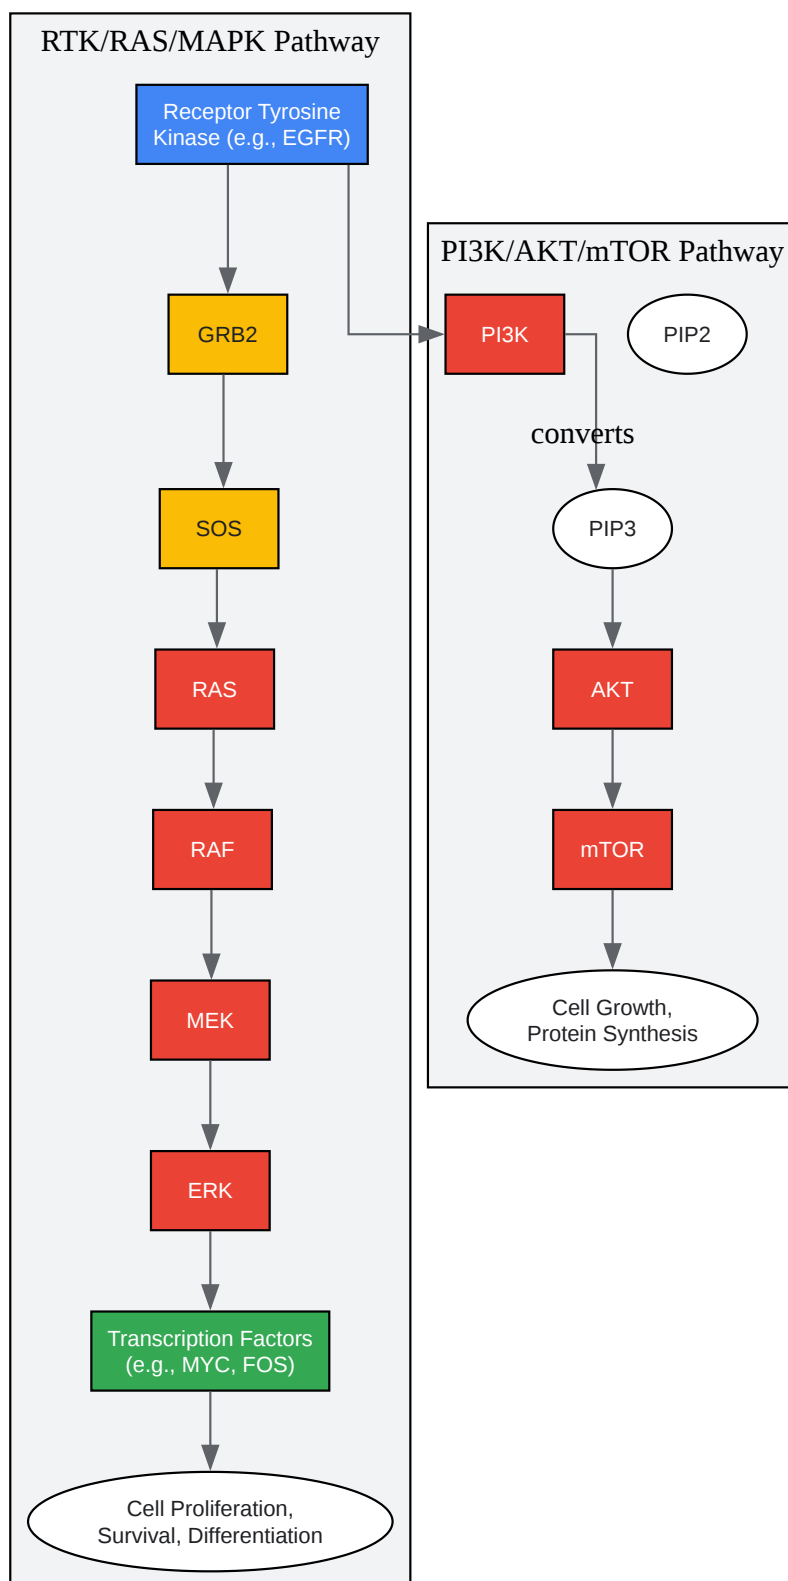 RTK/RAS/MAPK Pathway
Receptor Tyrosine
Kinase (e.g., EGFR)
GRB2
SOS
RAS
RAF
MEK
ERK
Transcription Factors
(e.g., MYC, FOS)
Cell Proliferation,
Survival, Differentiation
PI3K/AKT/mTOR Pathway
PI3K
PIP2
converts
PIP3
AKT
mTOR
Cell Growth,
Protein Synthesis